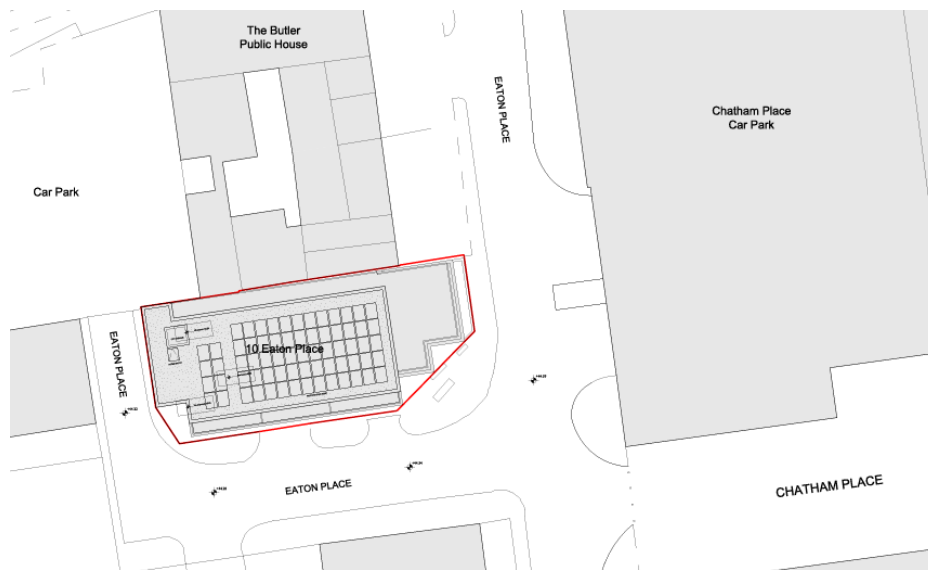 The Butler
Public House
EATON PLACE
Chatham Place
Car Park
Car Park
EATON PLACE
10 Eaton Place
EATON PLACE
CHATHAM PLACE